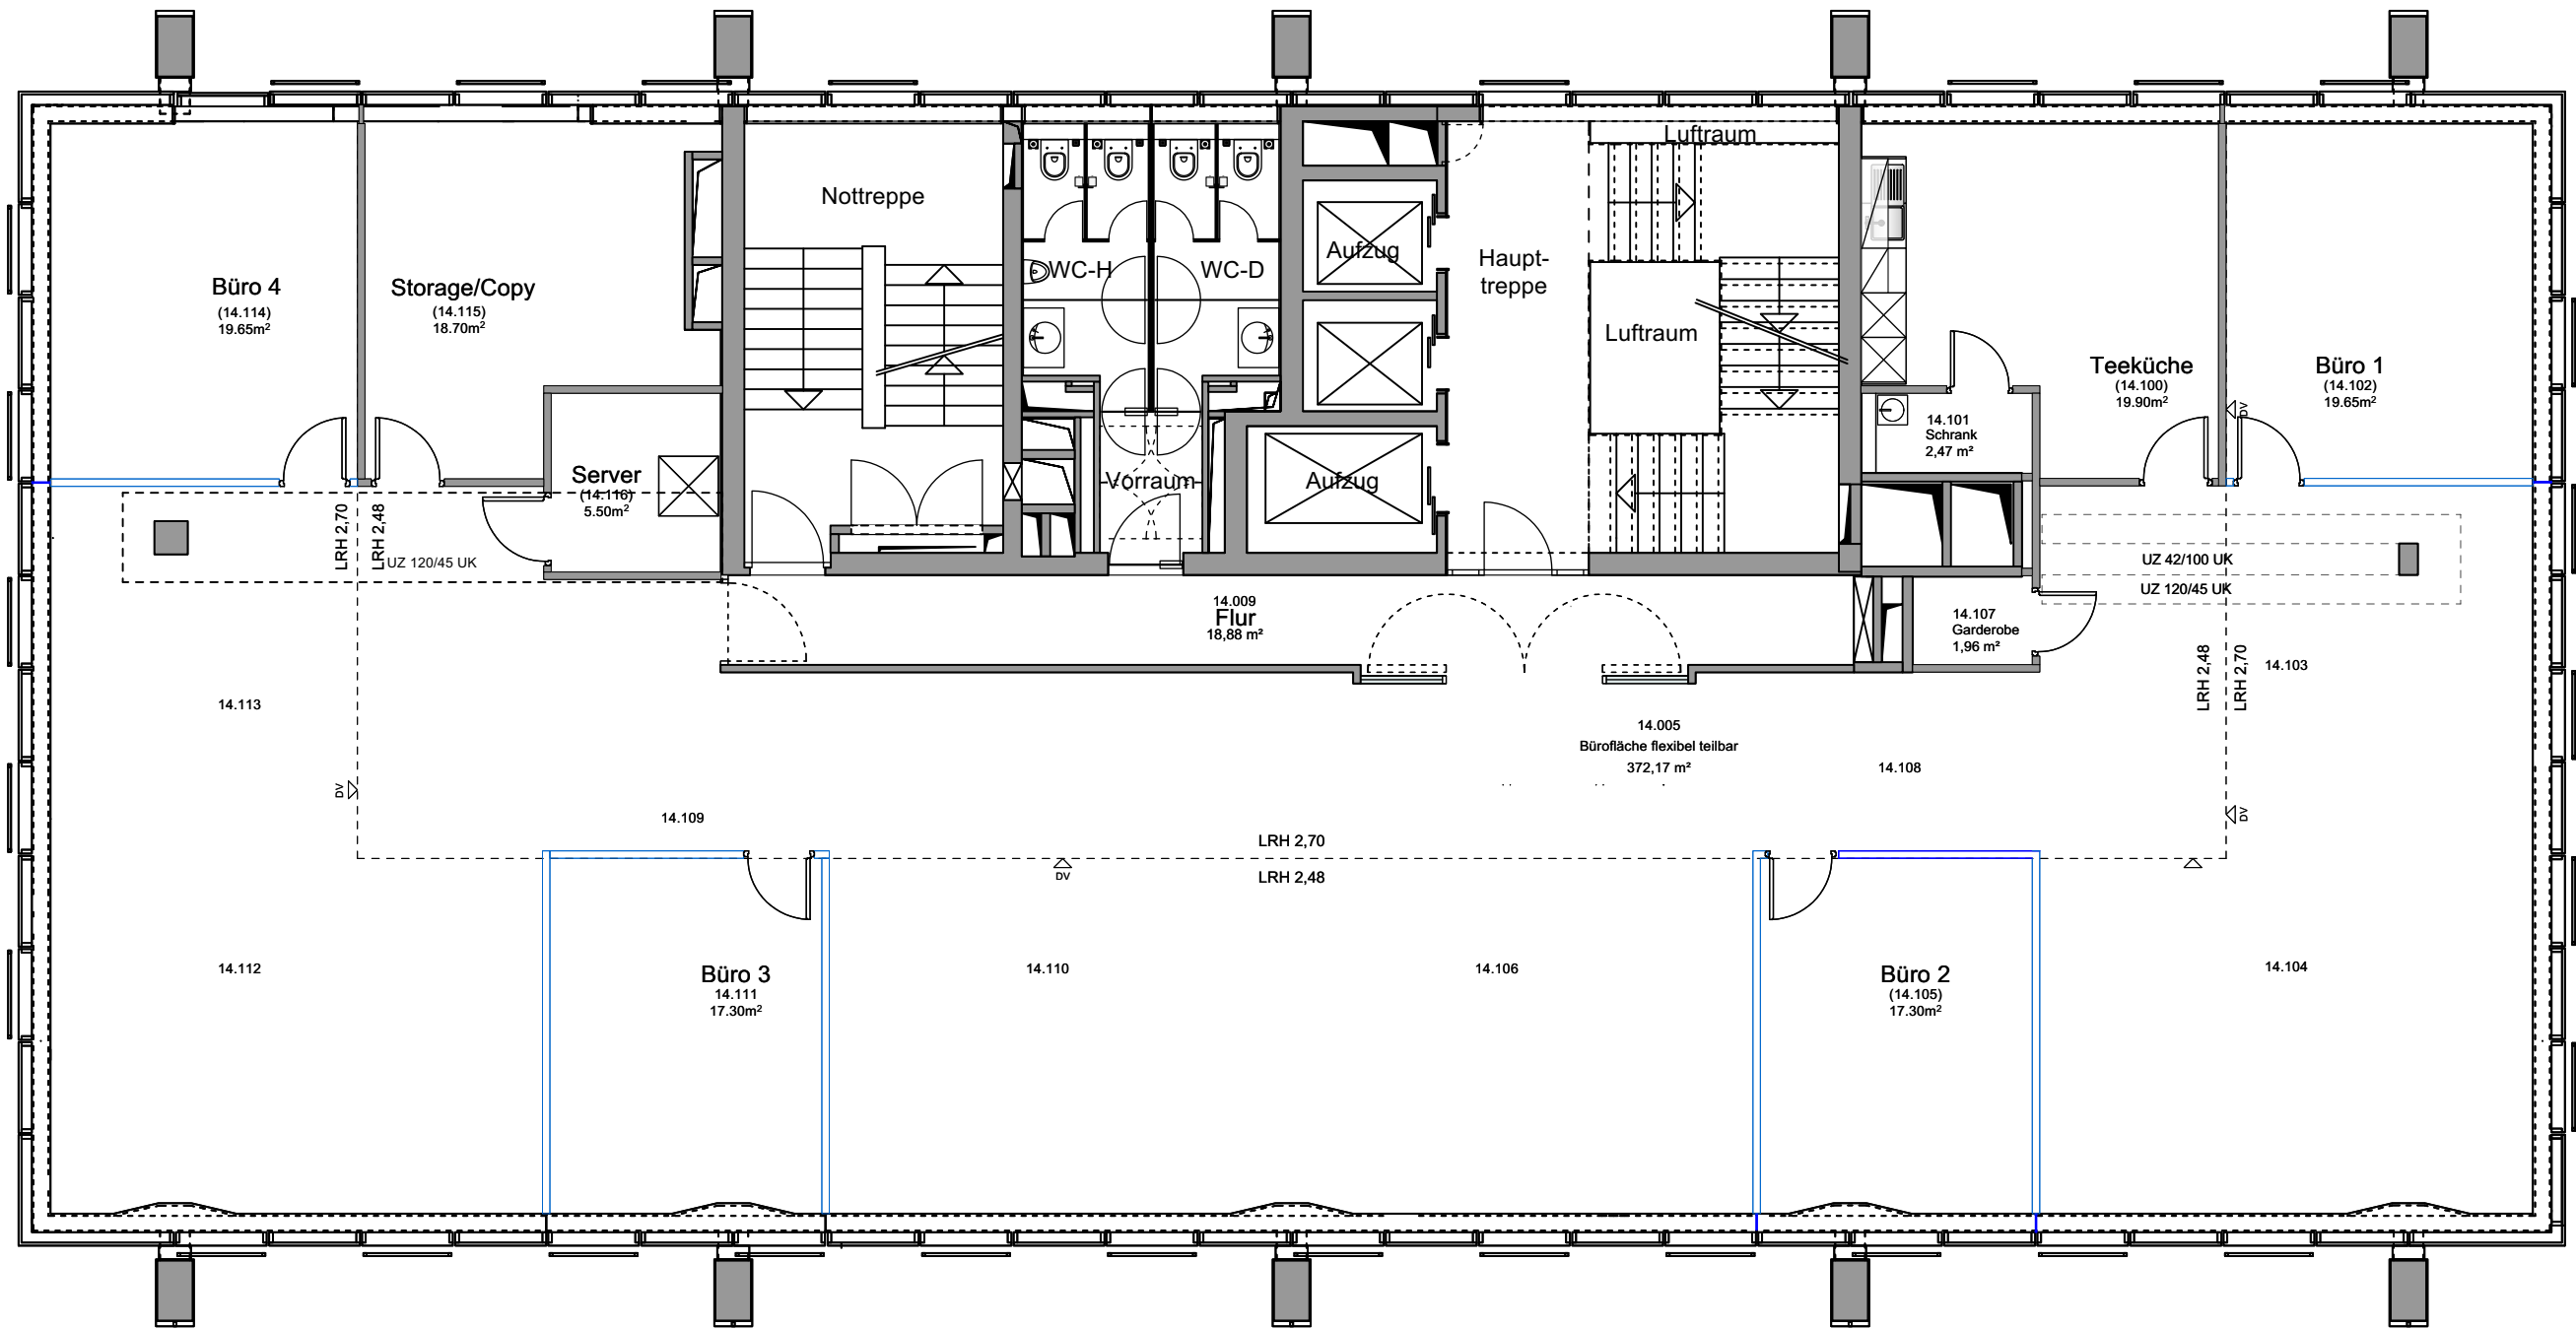 Luftraum
Nottreppe
WC-H
WC-D
Aufzug
Haupt-
treppe
Luftraum
Büro 4
(14.114)
19.65m²
Storage/Copy
(14.115)
18.70m²
Teeküche
(14.100)
19.90m²
Büro 1
(14.102)
19.65m²
DV
14.101
Schrank
2,47 m²
Server
(14.116)
5.50m²
Vorraum
Aufzug
LRH 2,70
LRH 2,48
UZ 120/45 UK
UZ 42/100 UK
UZ 120/45 UK
14.009
Flur
18,88 m²
14.107
Garderobe
1,96 m²
LRH 2,48
LRH 2,70
14.103
14.113
14.005
Bürofläche flexibel teilbar
372,17 m²
14.108
DV
DV
14.109
LRH 2,70
DV
LRH 2,48
14.112
Büro 3
14.111
17.30m²
14.110
14.106
Büro 2
(14.105)
17.30m²
14.104